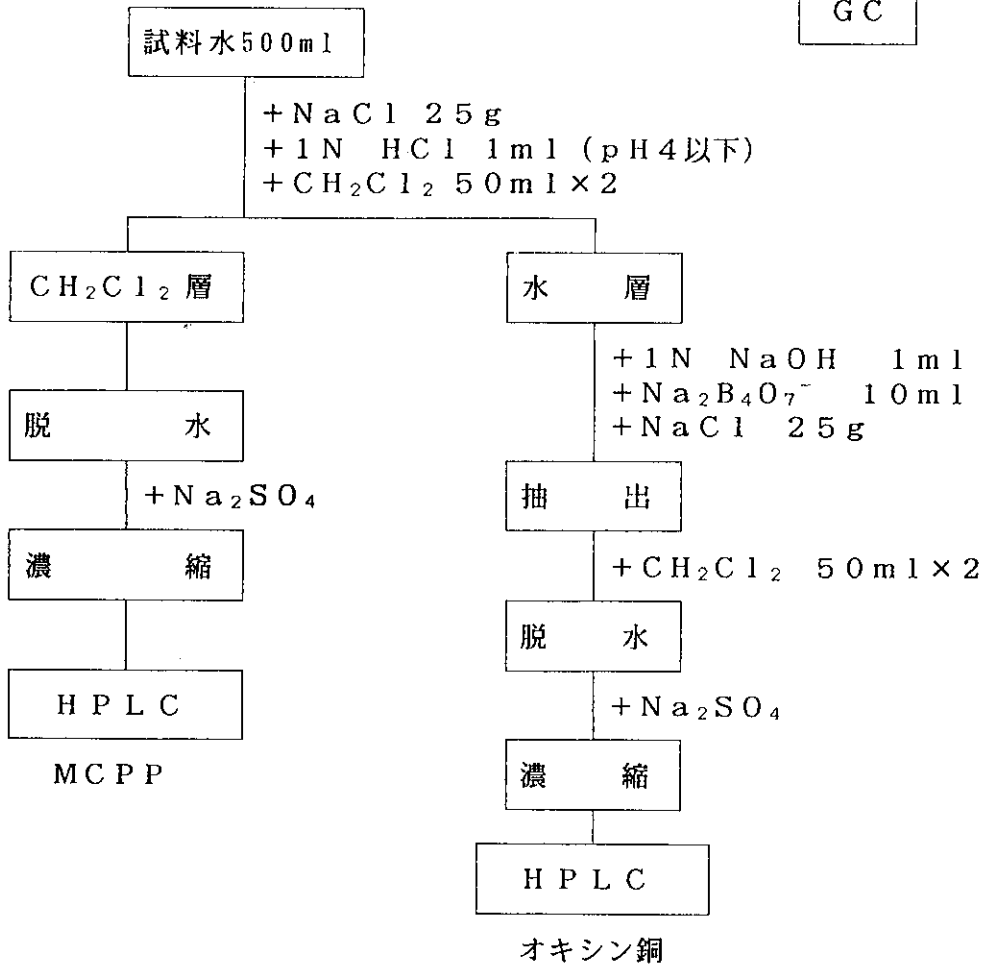 GC
試料水500ml
+NaCl 25g
+1N HCl 1ml (pH4以下)
+CH₂Cl₂ 50ml×2
CH₂Cl₂層
脱水
+Na₂SO₄
濃縮
HPLC
MCPP
水層
+1N NaOH 1ml
+Na₂B₄O₇⁻ 10ml
+NaCl 25g
抽出
+CH₂Cl₂ 50ml×2
脱水
+Na₂SO₄
濃縮
HPLC
オキシン銅